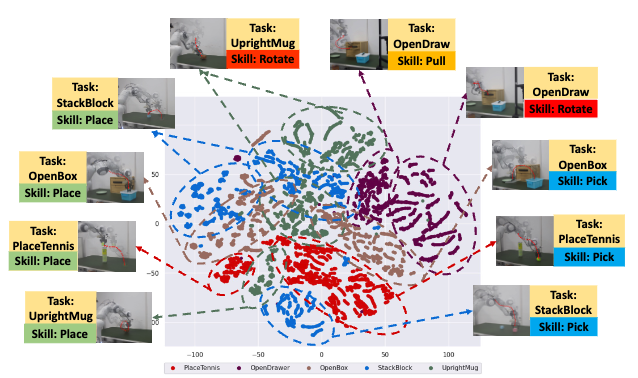 Task:
UprightMug
Skill: Rotate
Task:
OpenDraw
Skill: Pull
Task:
OpenDraw
Skill: Rotate
Task:
StackBlock
Skill: Place
Task:
OpenBox
Skill: Place
Task:
OpenBox
Skill: Pick
Task:
PlaceTennis
Skill: Place
Task:
PlaceTennis
Skill: Pick
Task:
UprightMug
Skill: Place
Task:
StackBlock
Skill: Pick
50
0
−50
−100 −50 0 50 100
PlaceTennis OpenDrawer OpenBox StackBlock UprightMug